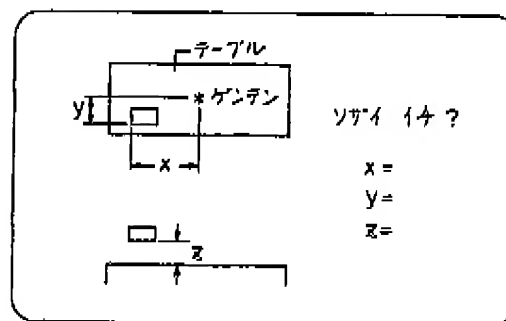 テーブル
* ゲンテン
y
x
z
ソザイ イチ ?
x =
y =
z =